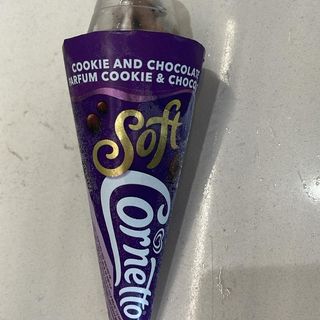 COOKIE AND CHOCOLATE
PARFUM COOKIE & CHOCO
Soft
Cornetto